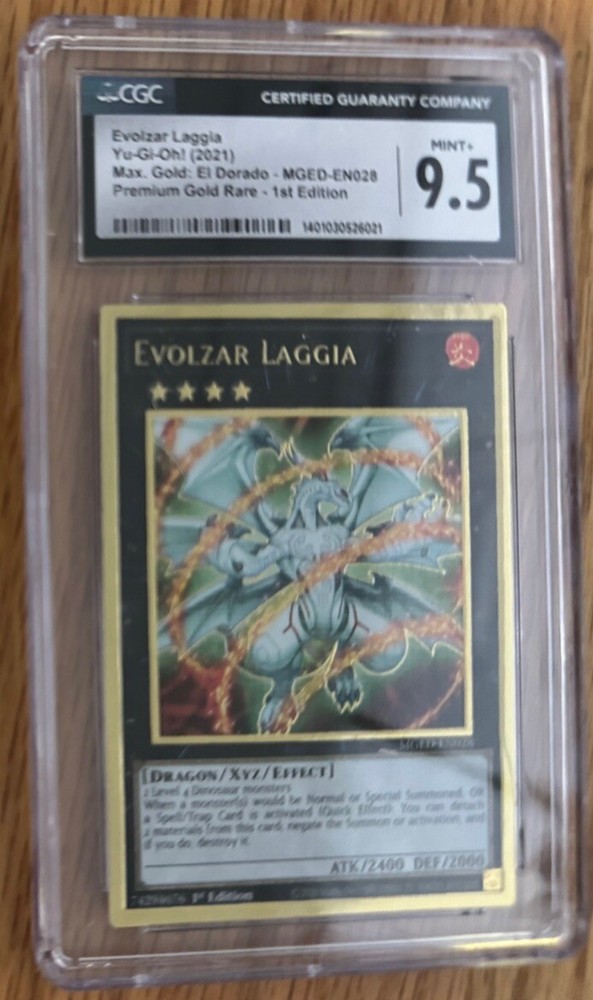 CGC CERTIFIED GUARANTY COMPANY
Evolzar Laggia
Yu-Gi-Oh! (2021)
Max. Gold: El Dorado - MGED-EN028
Premium Gold Rare - 1st Edition
MINT+
9.5
1401030526021
EVOLZAR LAGGIA
炎
MGED-EN028
[DRAGON/XYZ/EFFECT]
2 Level 4 Dinosaur monsters
When a monster(s) would be Normal or Special Summoned, OR
a Spell/Trap Card is activated (Quick Effect): You can detach
2 materials from this card; negate the Summon or activation, and
if you do, destroy it.
ATK/2400 DEF/2000
74294676 1st Edition